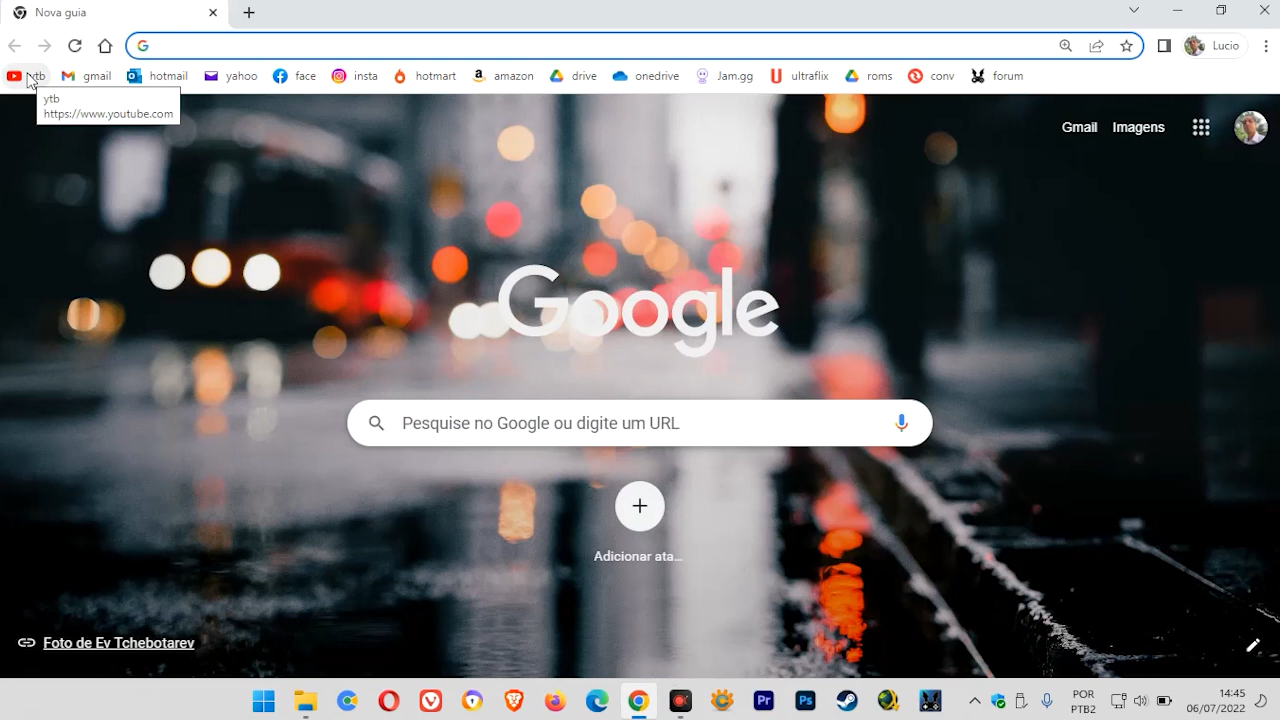 Nova guia
Lucio
ytb gmail hotmail yahoo face insta hotmart amazon drive onedrive Jam.gg ultraflix roms conv forum
ytb
https://www.youtube.com
Gmail Imagens
Google
Pesquise no Google ou digite um URL
Adicionar ata...
Foto de Ev Tchebotarev
Pr Ps
POR
PTB2
14:45
06/07/2022